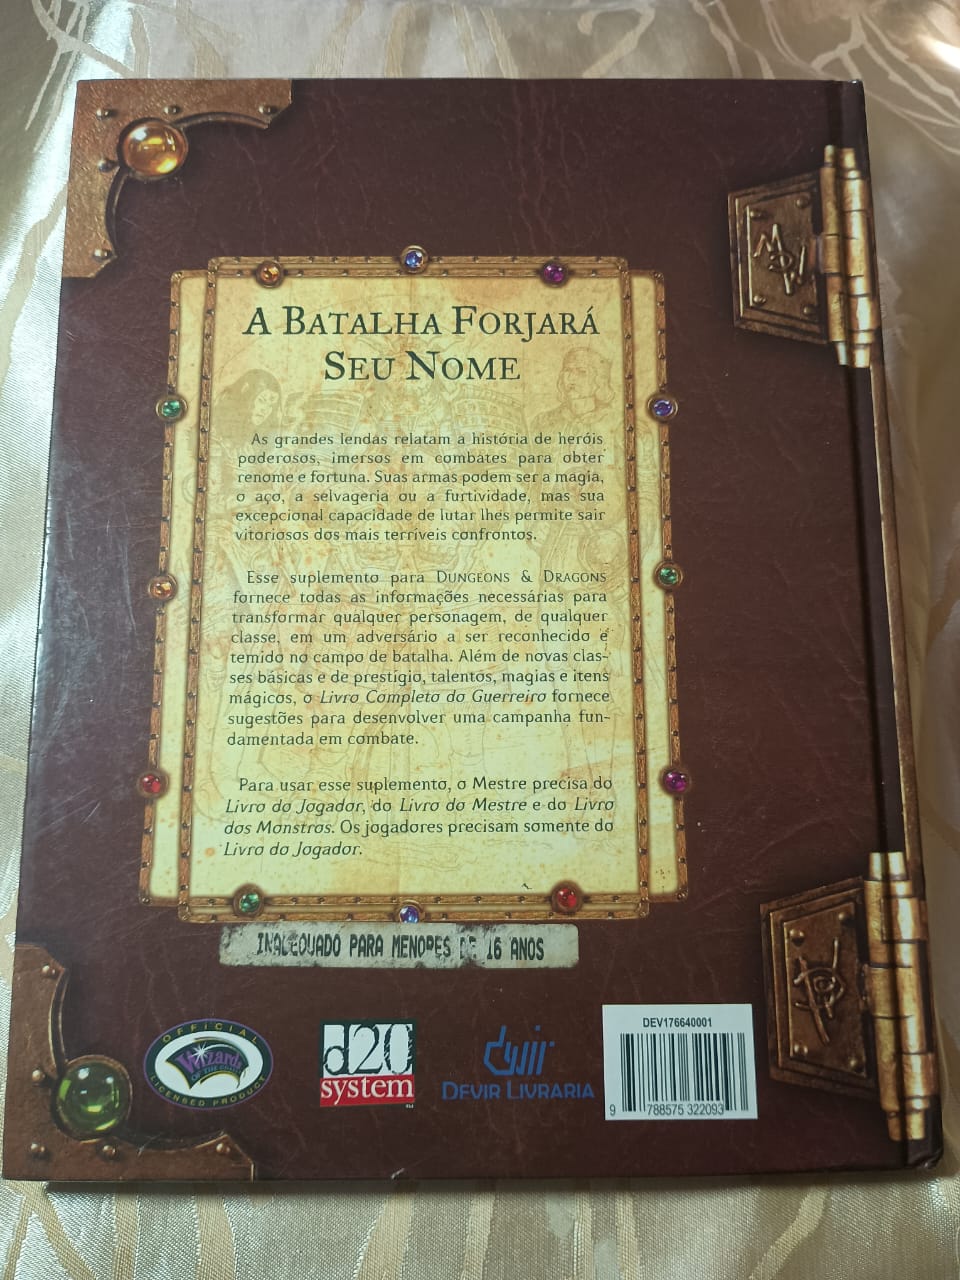 A BATALHA FORJARÁ
SEU NOME
As grandes lendas relatam a história de heróis
poderosos, imersos em combates para obter
renome e fortuna. Suas armas podem ser a magia,
o aço, a selvageria ou a furtividade, mas sua
excepcional capacidade de lutar lhes permite sair
vitoriosos dos mais terríveis confrontos.
Esse suplemento para DUNGEONS & DRAGONS
fornece todas as informações necessárias para
transformar qualquer personagem, de qualquer
classe, em um adversário a ser reconhecido e
temido no campo de batalha. Além de novas clas-
ses básicas e de prestígio, talentos, magias e itens
mágicos, o Livro Completo do Guerreiro fornece
sugestões para desenvolver uma campanha fun-
damentada em combate.
Para usar esse suplemento, o Mestre precisa do
Livro do Jogador, do Livro do Mestre e do Livro
dos Monstros. Os jogadores precisam somente do
Livro do Jogador.
INADEQUADO PARA MENORES DE 16 ANOS
OFFICIAL
Wizards
OF THE COAST
LICENSED PRODUCT
d20
system
TM
devir
DEVIR LIVRARIA
DEV176640001
9 788575 322093